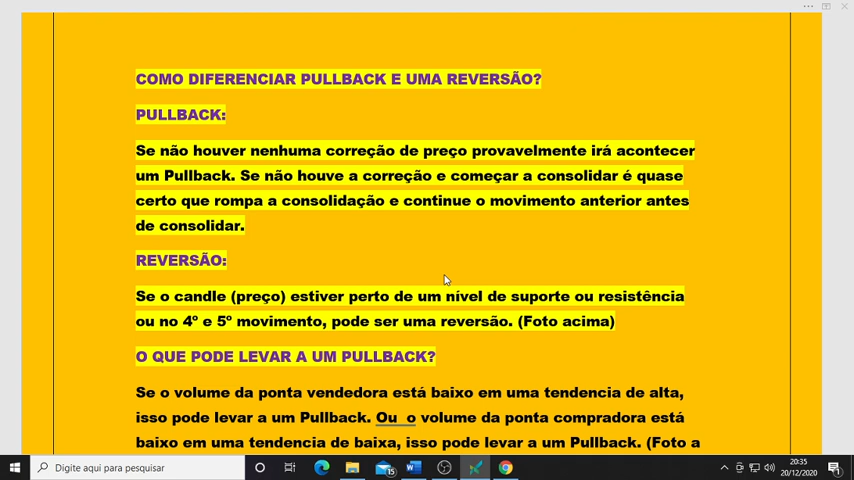 COMO DIFERENCIAR PULLBACK E UMA REVERSÃO?
PULLBACK:
Se não houver nenhuma correção de preço provavelmente irá acontecer
um Pullback. Se não houve a correção e começar a consolidar é quase
certo que rompa a consolidação e continue o movimento anterior antes
de consolidar.
REVERSÃO:
Se o candle (preço) estiver perto de um nível de suporte ou resistência
ou no 4º e 5º movimento, pode ser uma reversão. (Foto acima)
O QUE PODE LEVAR A UM PULLBACK?
Se o volume da ponta vendedora está baixo em uma tendencia de alta,
isso pode levar a um Pullback. Ou  o volume da ponta compradora está
baixo em uma tendencia de baixa, isso pode levar a um Pullback. (Foto a
Digite aqui para pesquisar
15
20:35
20/12/2020
1